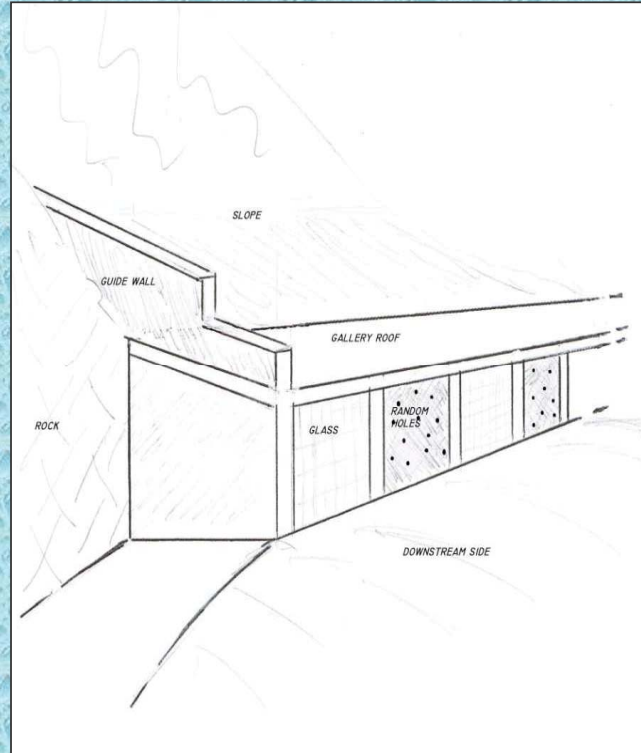 SLOPE
GUIDE WALL
GALLERY ROOF
ROCK
GLASS
RANDOM
HOLES
DOWNSTREAM SIDE